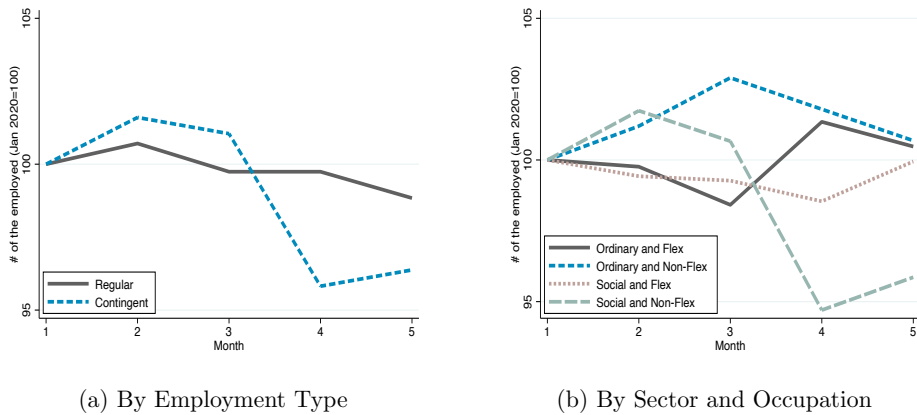 # of the employed (Jan 2020=100)
105
100
95
Regular
Contingent
1 2 3 4 5
Month
(a) By Employment Type
# of the employed (Jan 2020=100)
105
100
95
Ordinary and Flex
Ordinary and Non-Flex
Social and Flex
Social and Non-Flex
1 2 3 4 5
Month
(b) By Sector and Occupation